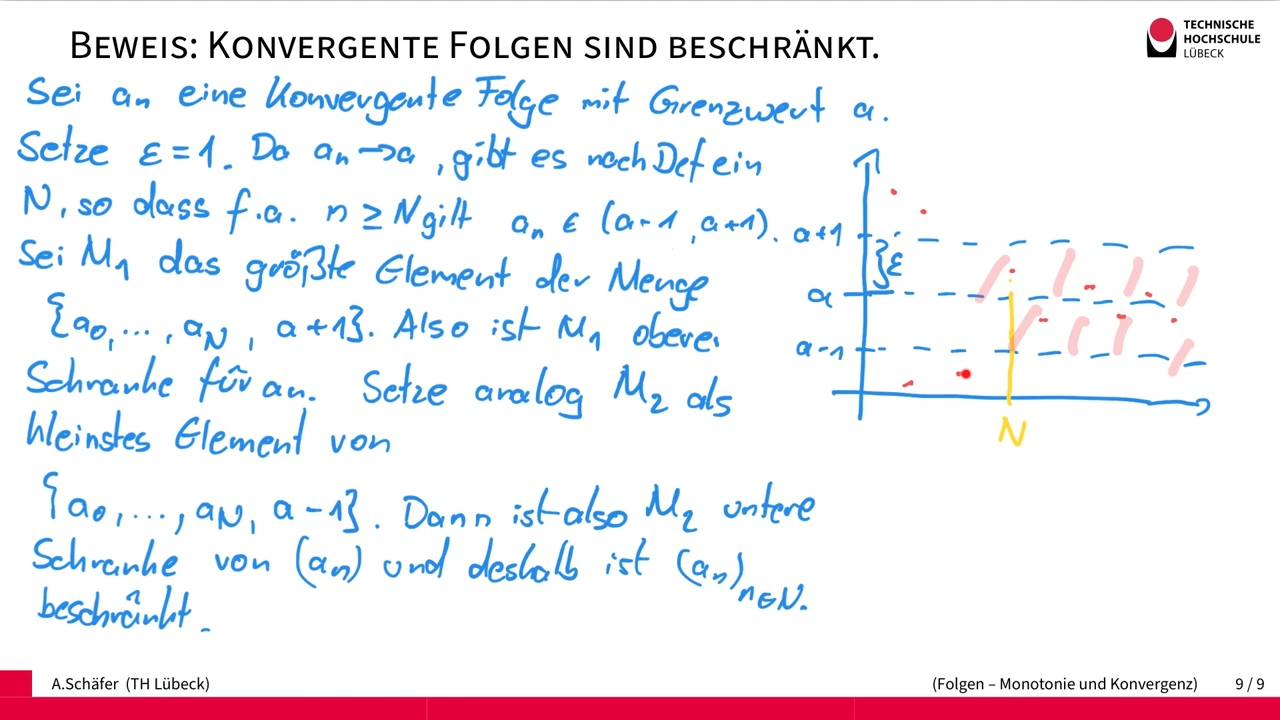 BEWEIS: KONVERGENTE FOLGEN SIND BESCHRÄNKT.
TECHNISCHE
HOCHSCHULE
LÜBECK
Sei an eine konvergente Folge mit Grenzwert a.
Setze ε = 1. Da an → a, gibt es nach Def ein
N, so dass f.a. n ≥ N gilt an ∈ (a-1, a+1).
Sei M1 das größte Element der Menge
{a0, ..., aN, a+1}. Also ist M1 obere
Schranke für an. Setze analog M2 als
kleinstes Element von
{a0, ..., aN, a-1}. Dann ist also M2 untere
Schranke von (an) und deshalb ist (an)n∈N.
beschränkt.
a+1
ε
a
a-1
N
A.Schäfer (TH Lübeck)
(Folgen – Monotonie und Konvergenz)
9 / 9